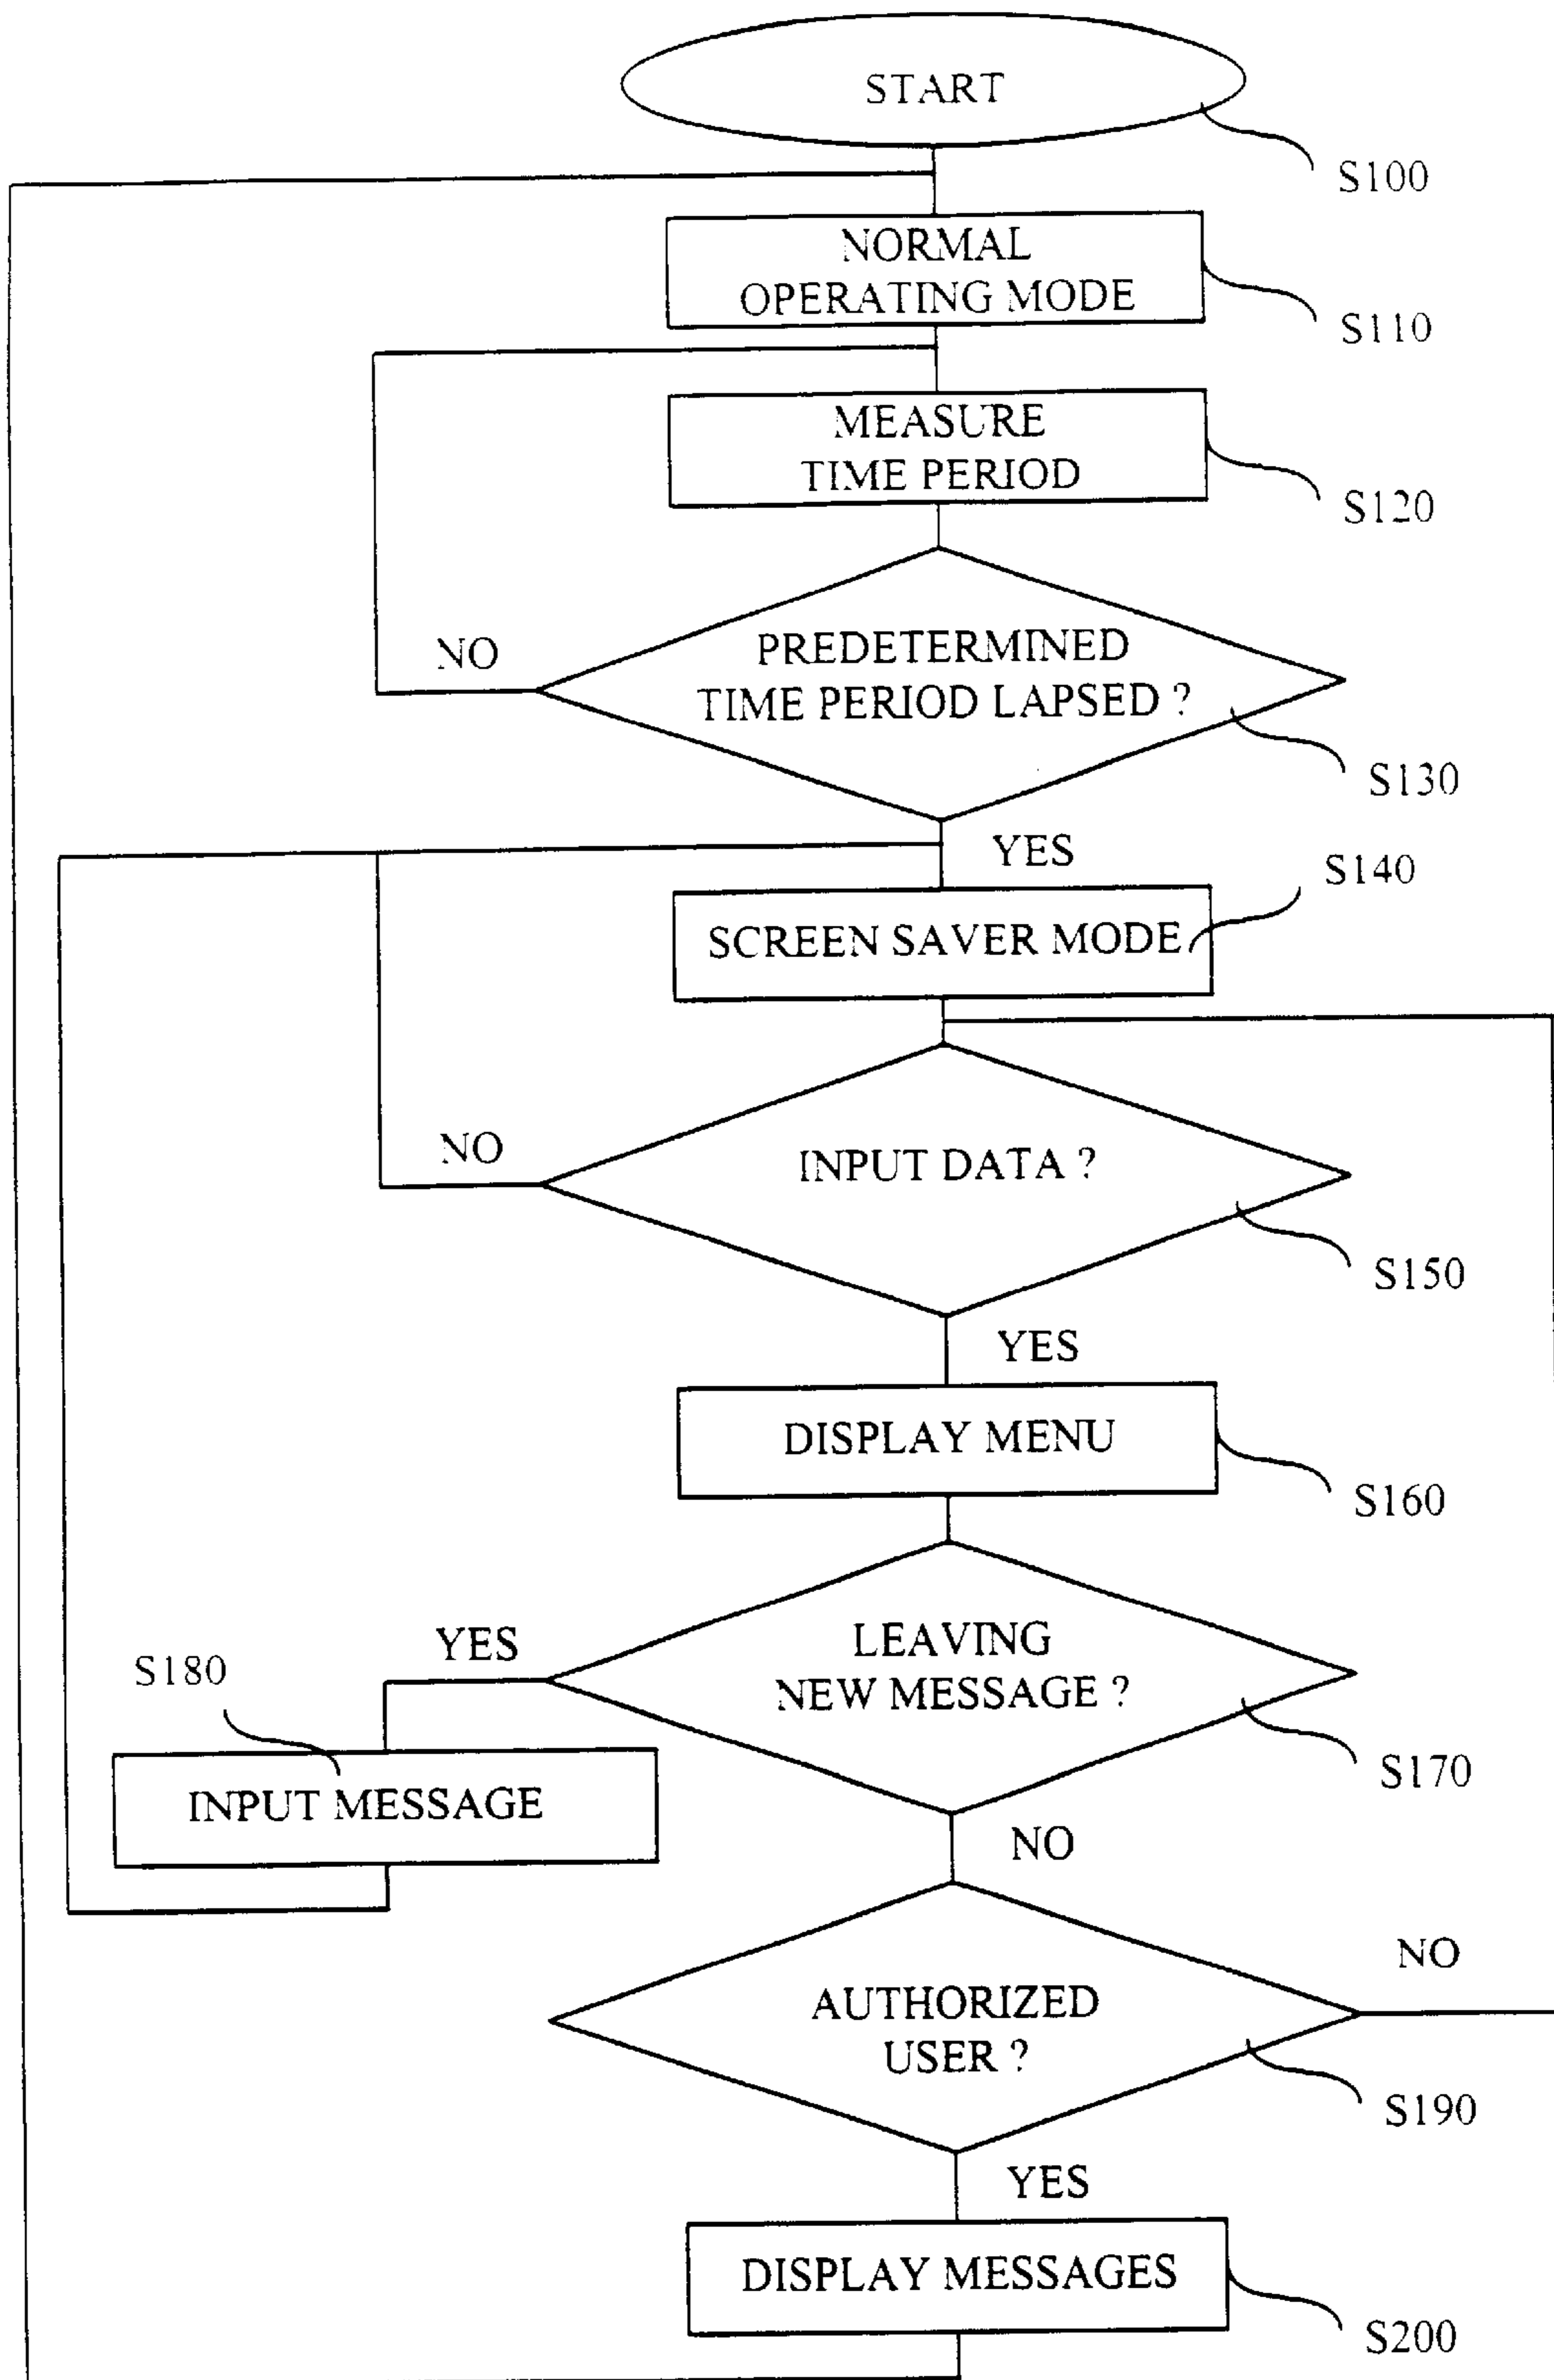 START
S100
NORMAL
OPERATING MODE
S110
MEASURE
TIME PERIOD
S120
PREDETERMINED
TIME PERIOD LAPSED ?
NO
S130
YES
S140
SCREEN SAVER MODE
INPUT DATA ?
NO
S150
YES
DISPLAY MENU
S160
LEAVING
NEW MESSAGE ?
YES
S180
S170
INPUT MESSAGE
NO
AUTHORIZED
USER ?
NO
S190
YES
DISPLAY MESSAGES
S200